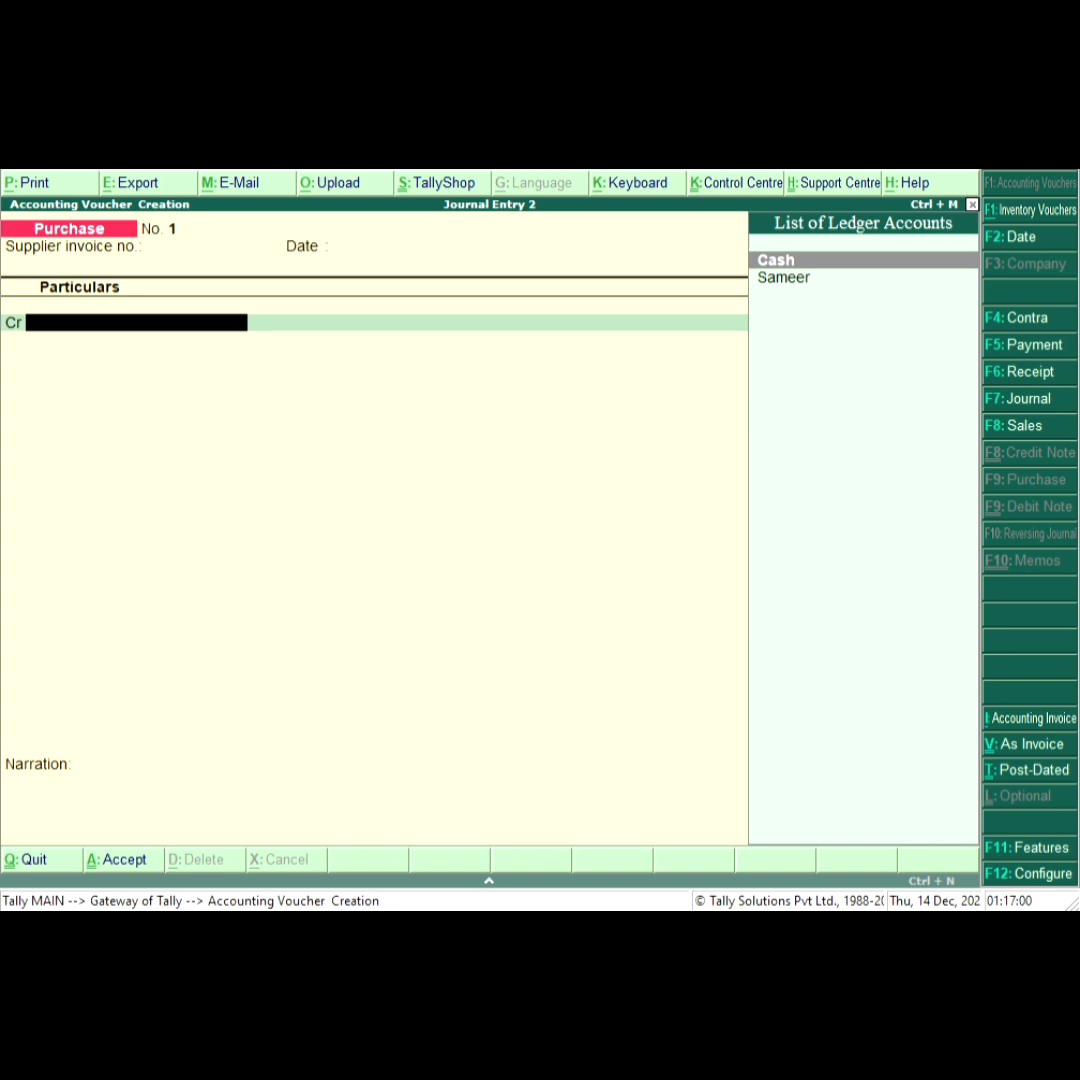 P: Print E: Export M: E-Mail O: Upload S: TallyShop G: Language K: Keyboard K: Control Centre H: Support Centre H: Help
Accounting Voucher Creation Journal Entry 2 Ctrl + M
Purchase No. 1
Supplier invoice no.: Date :
Particulars
Cr
Narration:
List of Ledger Accounts
Cash
Sameer
F1: Accounting Vouchers
F1: Inventory Vouchers
F2: Date
F3: Company
F4: Contra
F5: Payment
F6: Receipt
F7: Journal
F8: Sales
F8: Credit Note
F9: Purchase
F9: Debit Note
F10: Reversing Journal
F10: Memos
I: Accounting Invoice
V: As Invoice
T: Post-Dated
L: Optional
F11: Features
F12: Configure
Q: Quit A: Accept D: Delete X: Cancel
Ctrl + N
Tally MAIN --> Gateway of Tally --> Accounting Voucher Creation © Tally Solutions Pvt Ltd., 1988-20 Thu, 14 Dec, 202 01:17:00